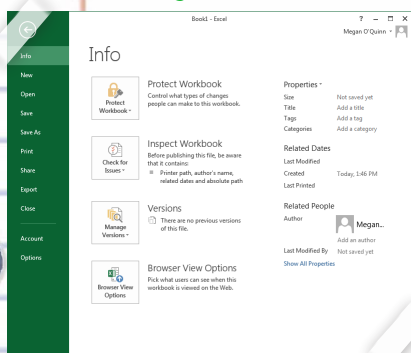 Book1 - Excel
Megan O'Quinn
Info
New
Open
Save
Save As
Print
Share
Export
Close
Account
Options
Info
Protect Workbook
Protect Workbook
Control what types of changes
people can make to this workbook.
Check for Issues
Inspect Workbook
Before publishing this file, be aware
that it contains:
Printer path, author's name,
related dates and absolute path
Manage Versions
Versions
There are no previous versions
of this file.
Browser View Options
Browser View Options
Pick what users can see when this
workbook is viewed on the Web.
Properties
Size Not saved yet
Title Add a title
Tags Add a tag
Categories Add a category
Related Dates
Last Modified
Created Today, 1:46 PM
Last Printed
Related People
Author Megan...
Add an author
Last Modified By Not saved yet
Show All Properties